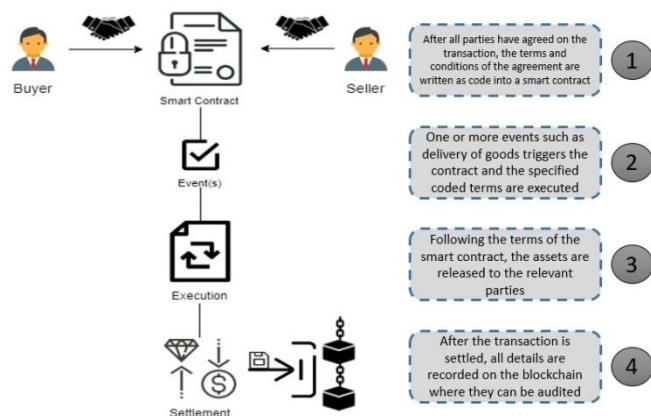 Buyer
Smart Contract
Seller
After all parties have agreed on the
transaction, the terms and
conditions of the agreement are
written as code into a smart contract
1
Event(s)
One or more events such as
delivery of goods triggers the
contract and the specified
coded terms are executed
2
Execution
Following the terms of the
smart contract, the assets are
released to the relevant
parties
3
$
Settlement
After the transaction is
settled, all details are
recorded on the blockchain
where they can be audited
4